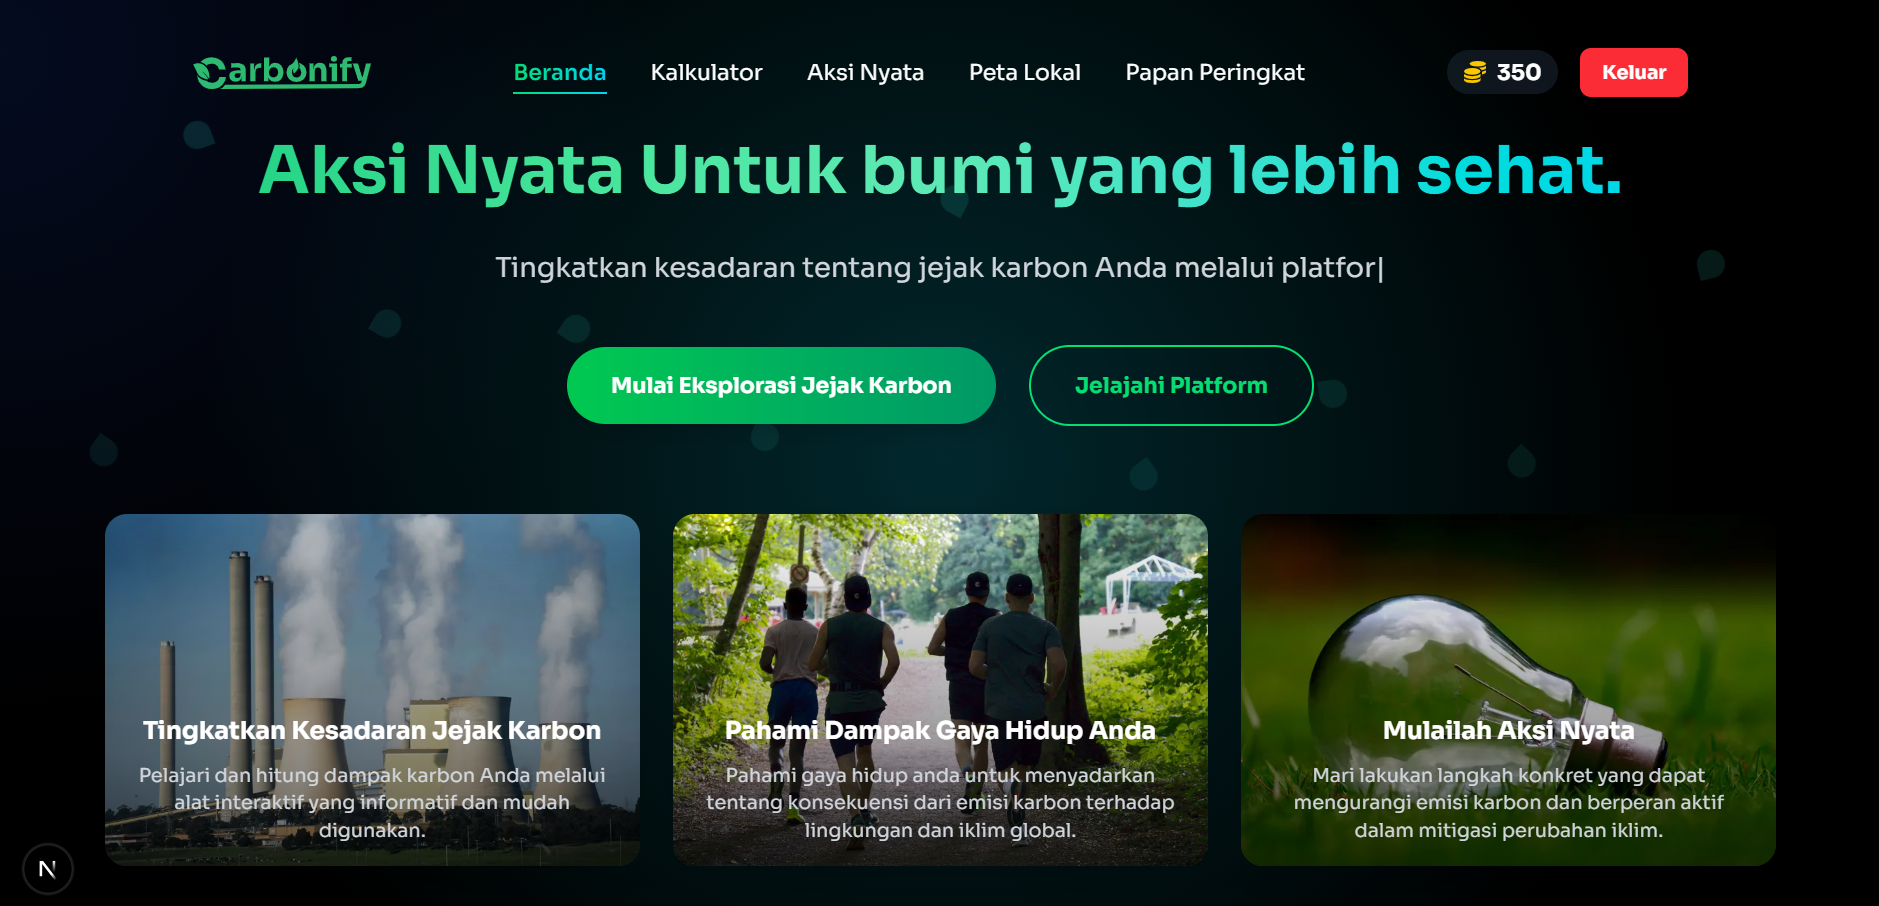 Carbonify
Beranda
Kalkulator
Aksi Nyata
Peta Lokal
Papan Peringkat
350
Keluar
Aksi Nyata Untuk bumi yang lebih sehat.
Tingkatkan kesadaran tentang jejak karbon Anda melalui platfor|
Mulai Eksplorasi Jejak Karbon
Jelajahi Platform
Tingkatkan Kesadaran Jejak Karbon
Pelajari dan hitung dampak karbon Anda melalui
alat interaktif yang informatif dan mudah
digunakan.
Pahami Dampak Gaya Hidup Anda
Pahami gaya hidup anda untuk menyadarkan
tentang konsekuensi dari emisi karbon terhadap
lingkungan dan iklim global.
Mulailah Aksi Nyata
Mari lakukan langkah konkret yang dapat
mengurangi emisi karbon dan berperan aktif
dalam mitigasi perubahan iklim.
N